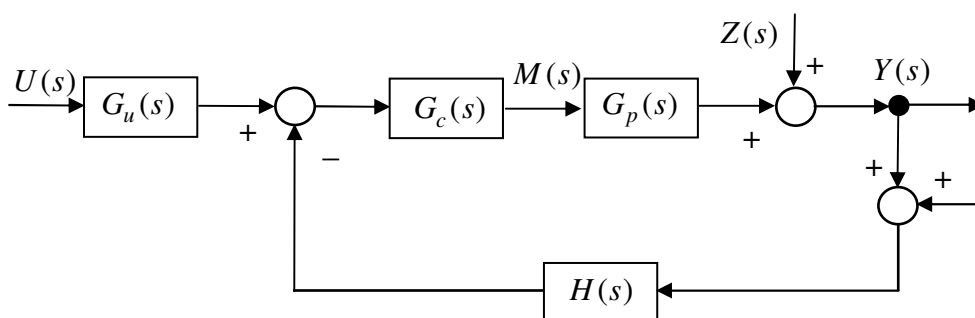 Z(s)
U(s)
M(s)
Y(s)
+
G_u(s)
G_c(s)
G_p(s)
+
+
+
+
−
H(s)